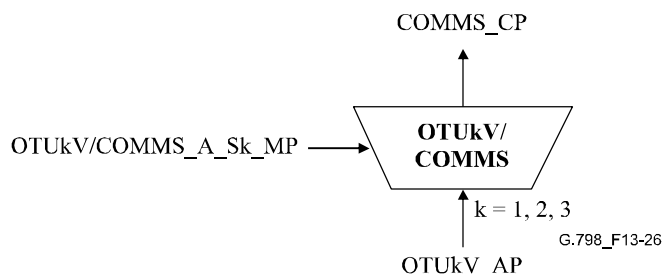 COMMS_CP
OTUkV/COMMS_A_Sk_MP
OTUkV/
COMMS
k = 1, 2, 3
G.798_F13-26
OTUkV_AP